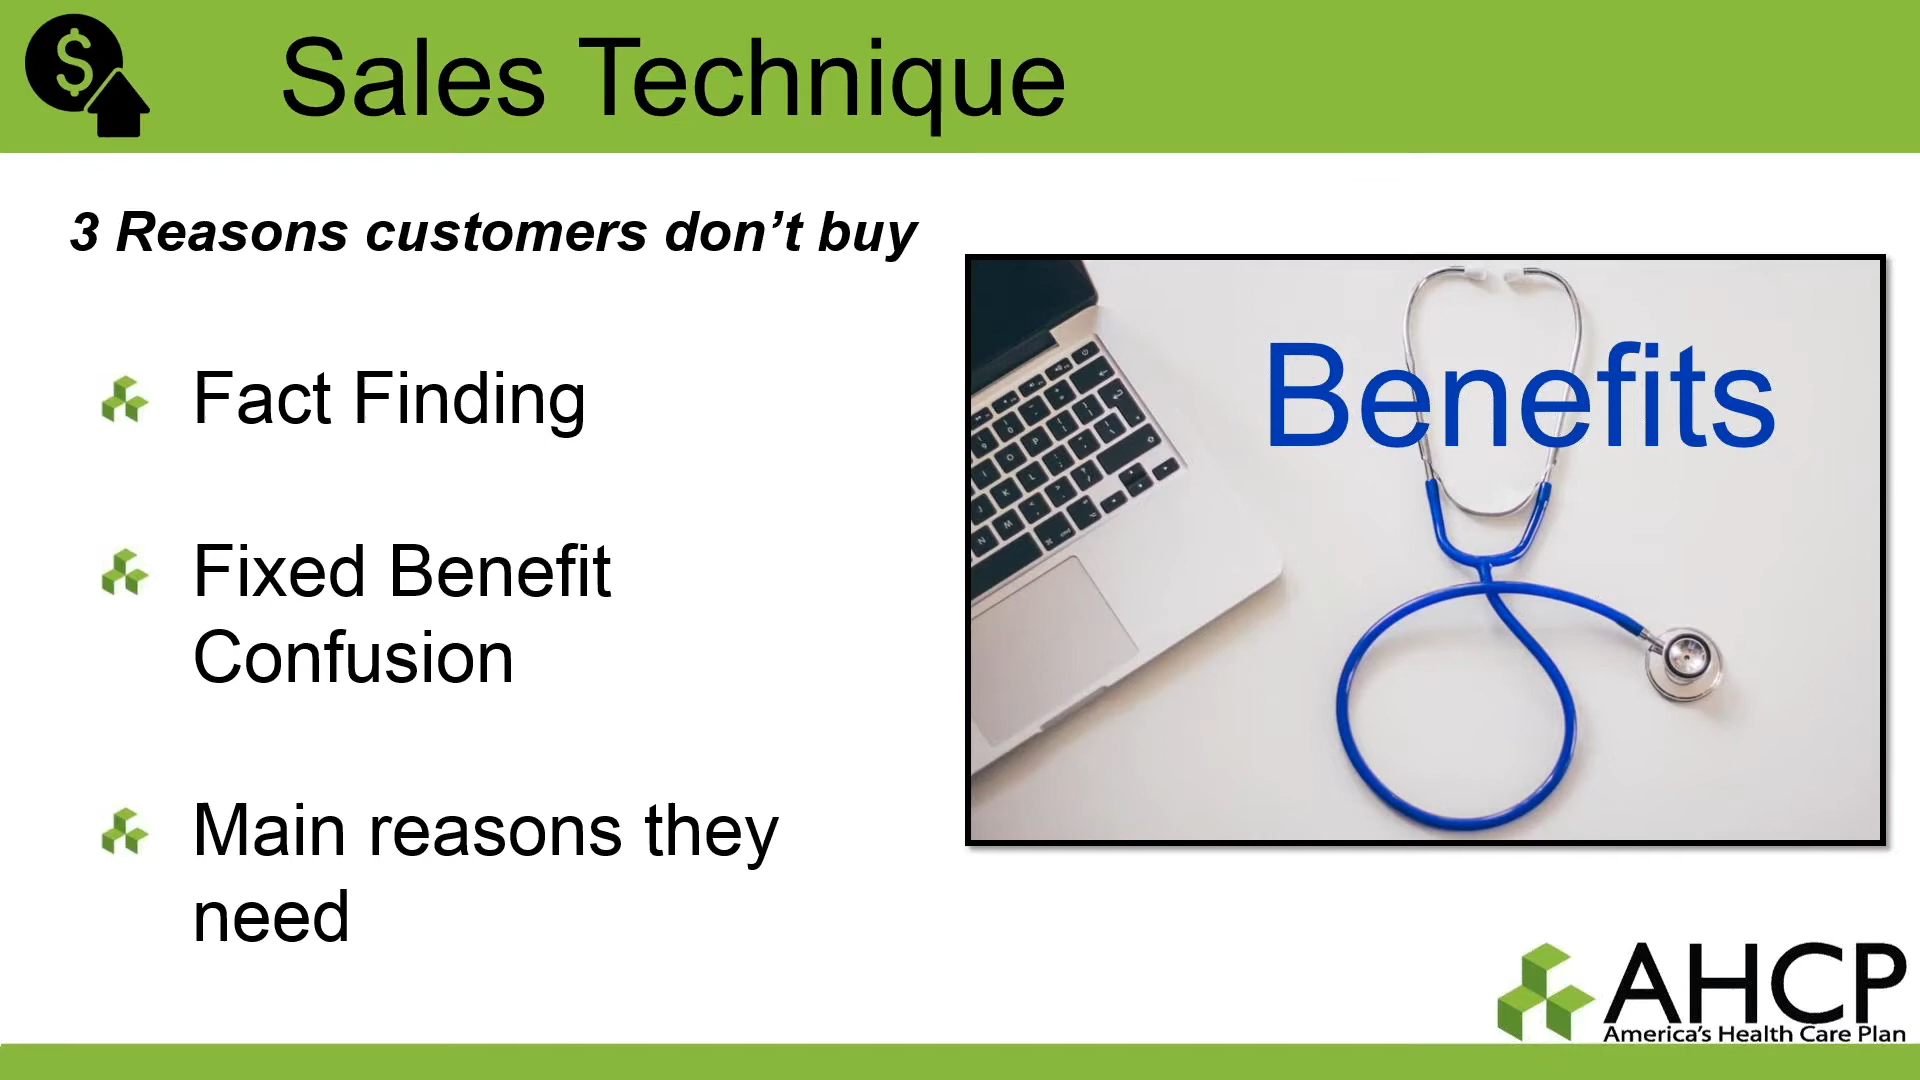 $
Sales Technique
3 Reasons customers don’t buy
Fact Finding
Fixed Benefit
Confusion
Main reasons they
need
Benefits
AHCP
America's Health Care Plan